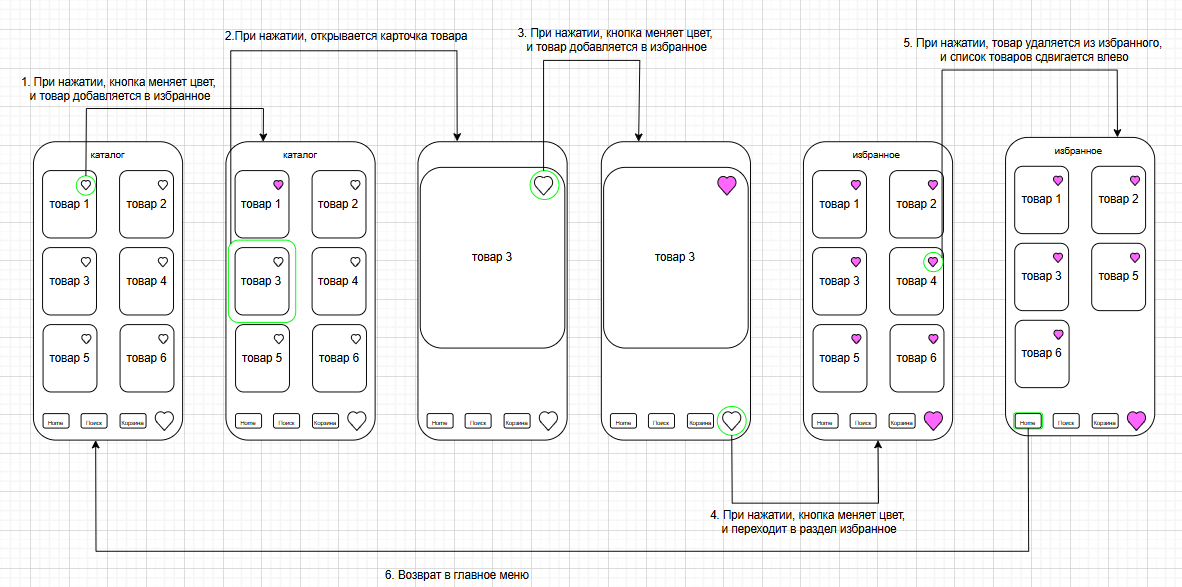 2.При нажатии, открывается карточка товара
3. При нажатии, кнопка меняет цвет,
и товар добавляется в избранное
5. При нажатии, товар удаляется из избранного,
и список товаров сдвигается влево
1. При нажатии, кнопка меняет цвет,
и товар добавляется в избранное
каталог
товар 1
товар 2
товар 3
товар 4
товар 5
товар 6
Home
Поиск
Корзина
каталог
товар 1
товар 2
товар 3
товар 4
товар 5
товар 6
Home
Поиск
Корзина
товар 3
Home
Поиск
Корзина
товар 3
Home
Поиск
Корзина
избранное
товар 1
товар 2
товар 3
товар 4
товар 5
товар 6
Home
Поиск
Корзина
избранное
товар 1
товар 2
товар 3
товар 5
товар 6
Home
Поиск
Корзина
4. При нажатии, кнопка меняет цвет,
и переходит в раздел избранное
6. Возврат в главное меню